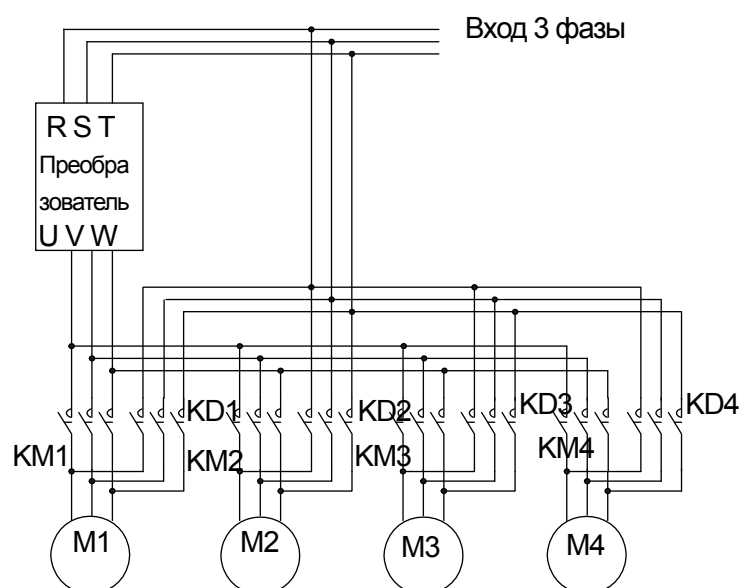 Вход 3 фазы
R S T
Преобра
зователь
U V W
KD1
KD2
KD3
KD4
KM1
KM2
KM3
KM4
M1
M2
M3
M4